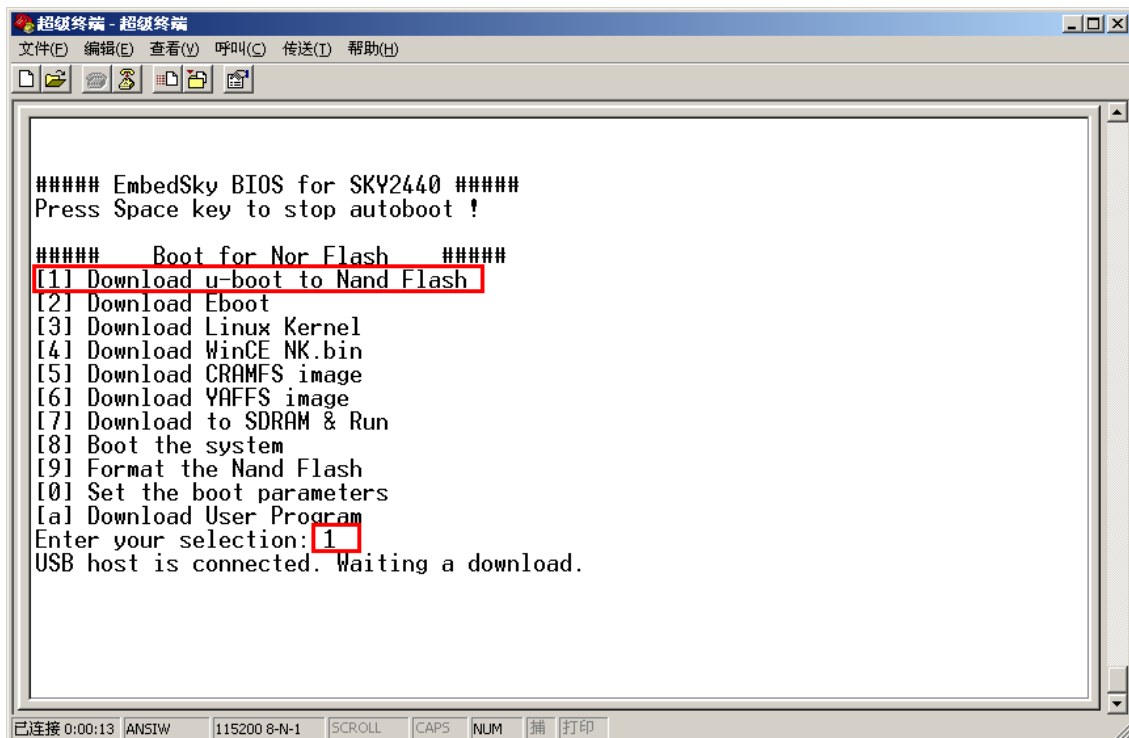 超级终端 - 超级终端
文件(F) 编辑(E) 查看(V) 呼叫(C) 传送(T) 帮助(H)
##### EmbedSky BIOS for SKY2440 #####
Press Space key to stop autoboot !
##### Boot for Nor Flash #####
[1] Download u-boot to Nand Flash
[2] Download Eboot
[3] Download Linux Kernel
[4] Download WinCE NK.bin
[5] Download CRAMFS image
[6] Download YAFFS image
[7] Download to SDRAM & Run
[8] Boot the system
[9] Format the Nand Flash
[0] Set the boot parameters
[a] Download User Program
Enter your selection: 1
USB host is connected. Waiting a download.
已连接 0:00:13 ANSIW 115200 8-N-1 SCROLL CAPS NUM 捕 打印